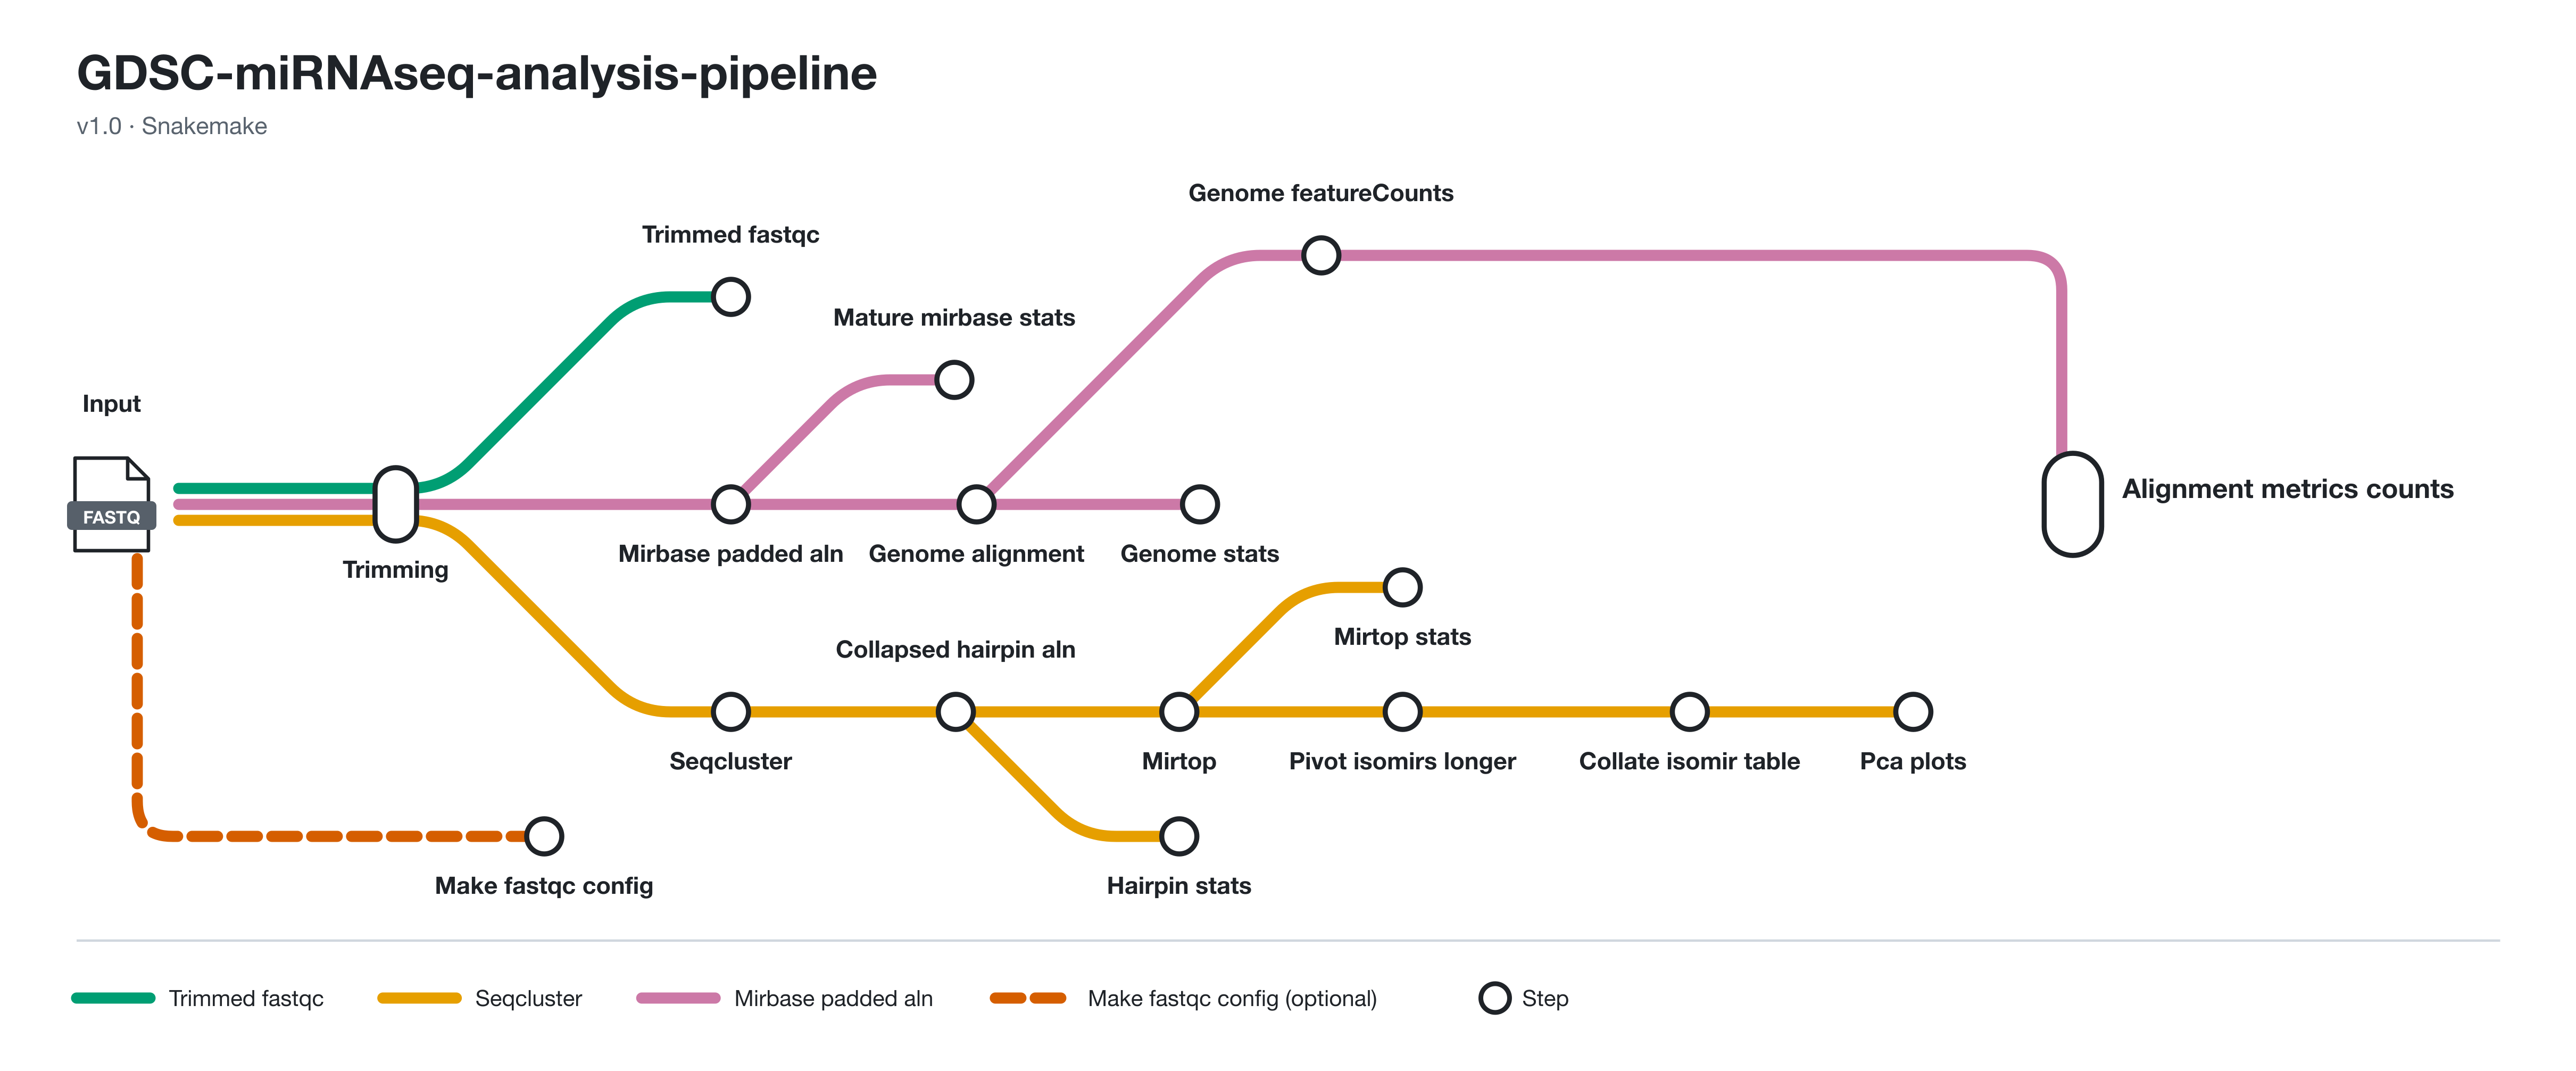 GDSC-miRNAseq-analysis-pipeline
v1.0 · Snakemake
Genome featureCounts
Trimmed fastqc
Mature mirbase stats
Input
FASTQ
Alignment metrics counts
Trimming
Mirbase padded aln
Genome alignment
Genome stats
Mirtop stats
Collapsed hairpin aln
Seqcluster
Mirtop
Pivot isomirs longer
Collate isomir table
Pca plots
Make fastqc config
Hairpin stats
Trimmed fastqc
Seqcluster
Mirbase padded aln
Make fastqc config (optional)
Step